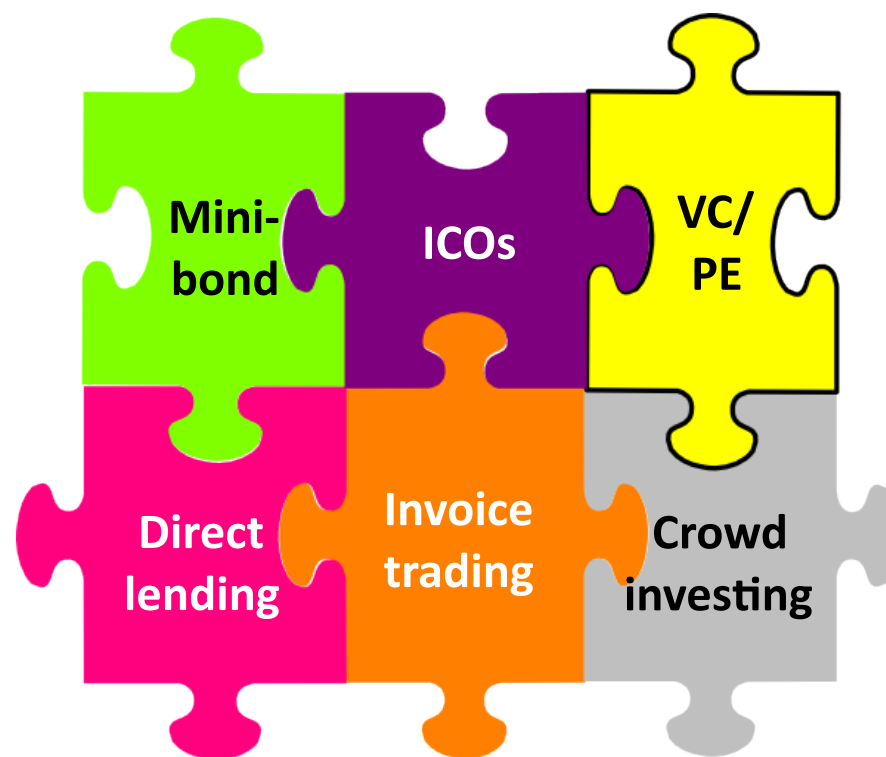 Mini-
bond
ICOs
VC/
PE
Direct
lending
Invoice
trading
Crowd
investing